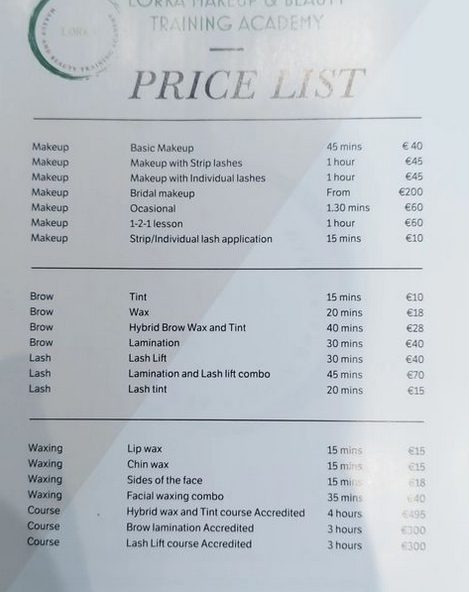 LORKA MAKEUP & BEAUTY
TRAINING ACADEMY
PRICE LIST
Makeup Basic Makeup 45 mins €40
Makeup Makeup with Strip lashes 1 hour €45
Makeup Makeup with Individual lashes 1 hour €45
Makeup Bridal makeup From €200
Makeup Ocasional 1.30 mins €60
Makeup 1-2-1 lesson 1 hour €60
Makeup Strip/Individual lash application 15 mins €10
Brow Tint 15 mins €10
Brow Wax 20 mins €18
Brow Hybrid Brow Wax and Tint 40 mins €28
Brow Lamination 30 mins €40
Lash Lash Lift 30 mins €40
Lash Lamination and Lash lift combo 45 mins €70
Lash Lash tint 20 mins €15
Waxing Lip wax 15 mins €15
Waxing Chin wax 15 mins €15
Waxing Sides of the face 15 mins €18
Waxing Facial waxing combo 35 mins €40
Course Hybrid wax and Tint course Accredited 4 hours €495
Course Brow lamination Accredited 3 hours €300
Course Lash Lift course Accredited 3 hours €300